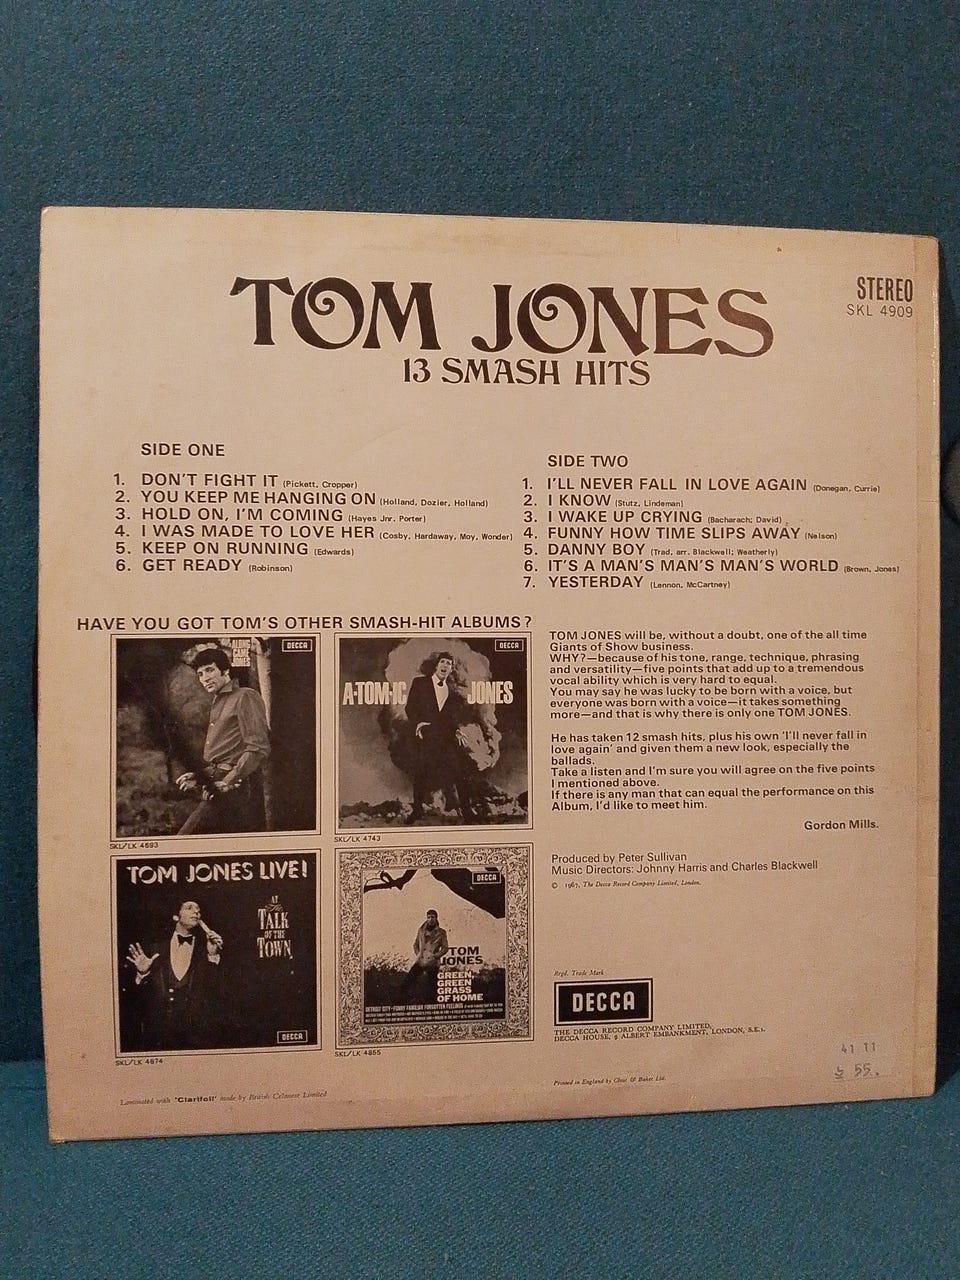 TOM JONES
13 SMASH HITS
STEREO
SKL 4909
SIDE ONE
1. DON'T FIGHT IT (Pickett, Cropper)
2. YOU KEEP ME HANGING ON (Holland, Dozier, Holland)
3. HOLD ON, I'M COMING (Hayes Jnr. Porter)
4. I WAS MADE TO LOVE HER (Cosby, Hardaway, Moy, Wonder)
5. KEEP ON RUNNING (Edwards)
6. GET READY (Robinson)
SIDE TWO
1. I'LL NEVER FALL IN LOVE AGAIN (Donegan, Currie)
2. I KNOW (Stutz, Lindeman)
3. I WAKE UP CRYING (Bacharach; David)
4. FUNNY HOW TIME SLIPS AWAY (Nelson)
5. DANNY BOY (Trad, arr. Blackwell; Weatherly)
6. IT'S A MAN'S MAN'S MAN'S WORLD (Brown, Jones)
7. YESTERDAY (Lennon, McCartney)
HAVE YOU GOT TOM'S OTHER SMASH-HIT ALBUMS?
ALONG
CAME
JONES
DECCA
SKL/LK 4693
A-TOM-IC JONES
DECCA
SKL/LK 4743
TOM JONES LIVE!
AT
The
TALK
OF THE
TOWN
DECCA
SKL/LK 4874
DECCA
TOM
JONES
GREEN,
GREEN
GRASS
OF HOME
DETROIT CITY · FUNNY FAMILIAR FORGOTTEN FEELINGS
SKL/LK 4855
TOM JONES will be, without a doubt, one of the all time
Giants of Show business.
WHY?—because of his tone, range, technique, phrasing
and versatility—five points that add up to a tremendous
vocal ability which is very hard to equal.
You may say he was lucky to be born with a voice, but
everyone was born with a voice—it takes something
more—and that is why there is only one TOM JONES.
He has taken 12 smash hits, plus his own 'I'll never fall in
love again' and given them a new look, especially the
ballads.
Take a listen and I'm sure you will agree on the five points
I mentioned above.
If there is any man that can equal the performance on this
Album, I'd like to meet him.
Gordon Mills.
Produced by Peter Sullivan
Music Directors: Johnny Harris and Charles Blackwell
© 1967, The Decca Record Company Limited, London.
Regd. Trade Mark
DECCA
THE DECCA RECORD COMPANY LIMITED,
DECCA HOUSE, 9 ALBERT EMBANKMENT, LONDON, S.E.1.
41 11
55.
Printed in England by Clout & Baker Ltd.
Laminated with 'Clarifoil' made by British Celanese Limited